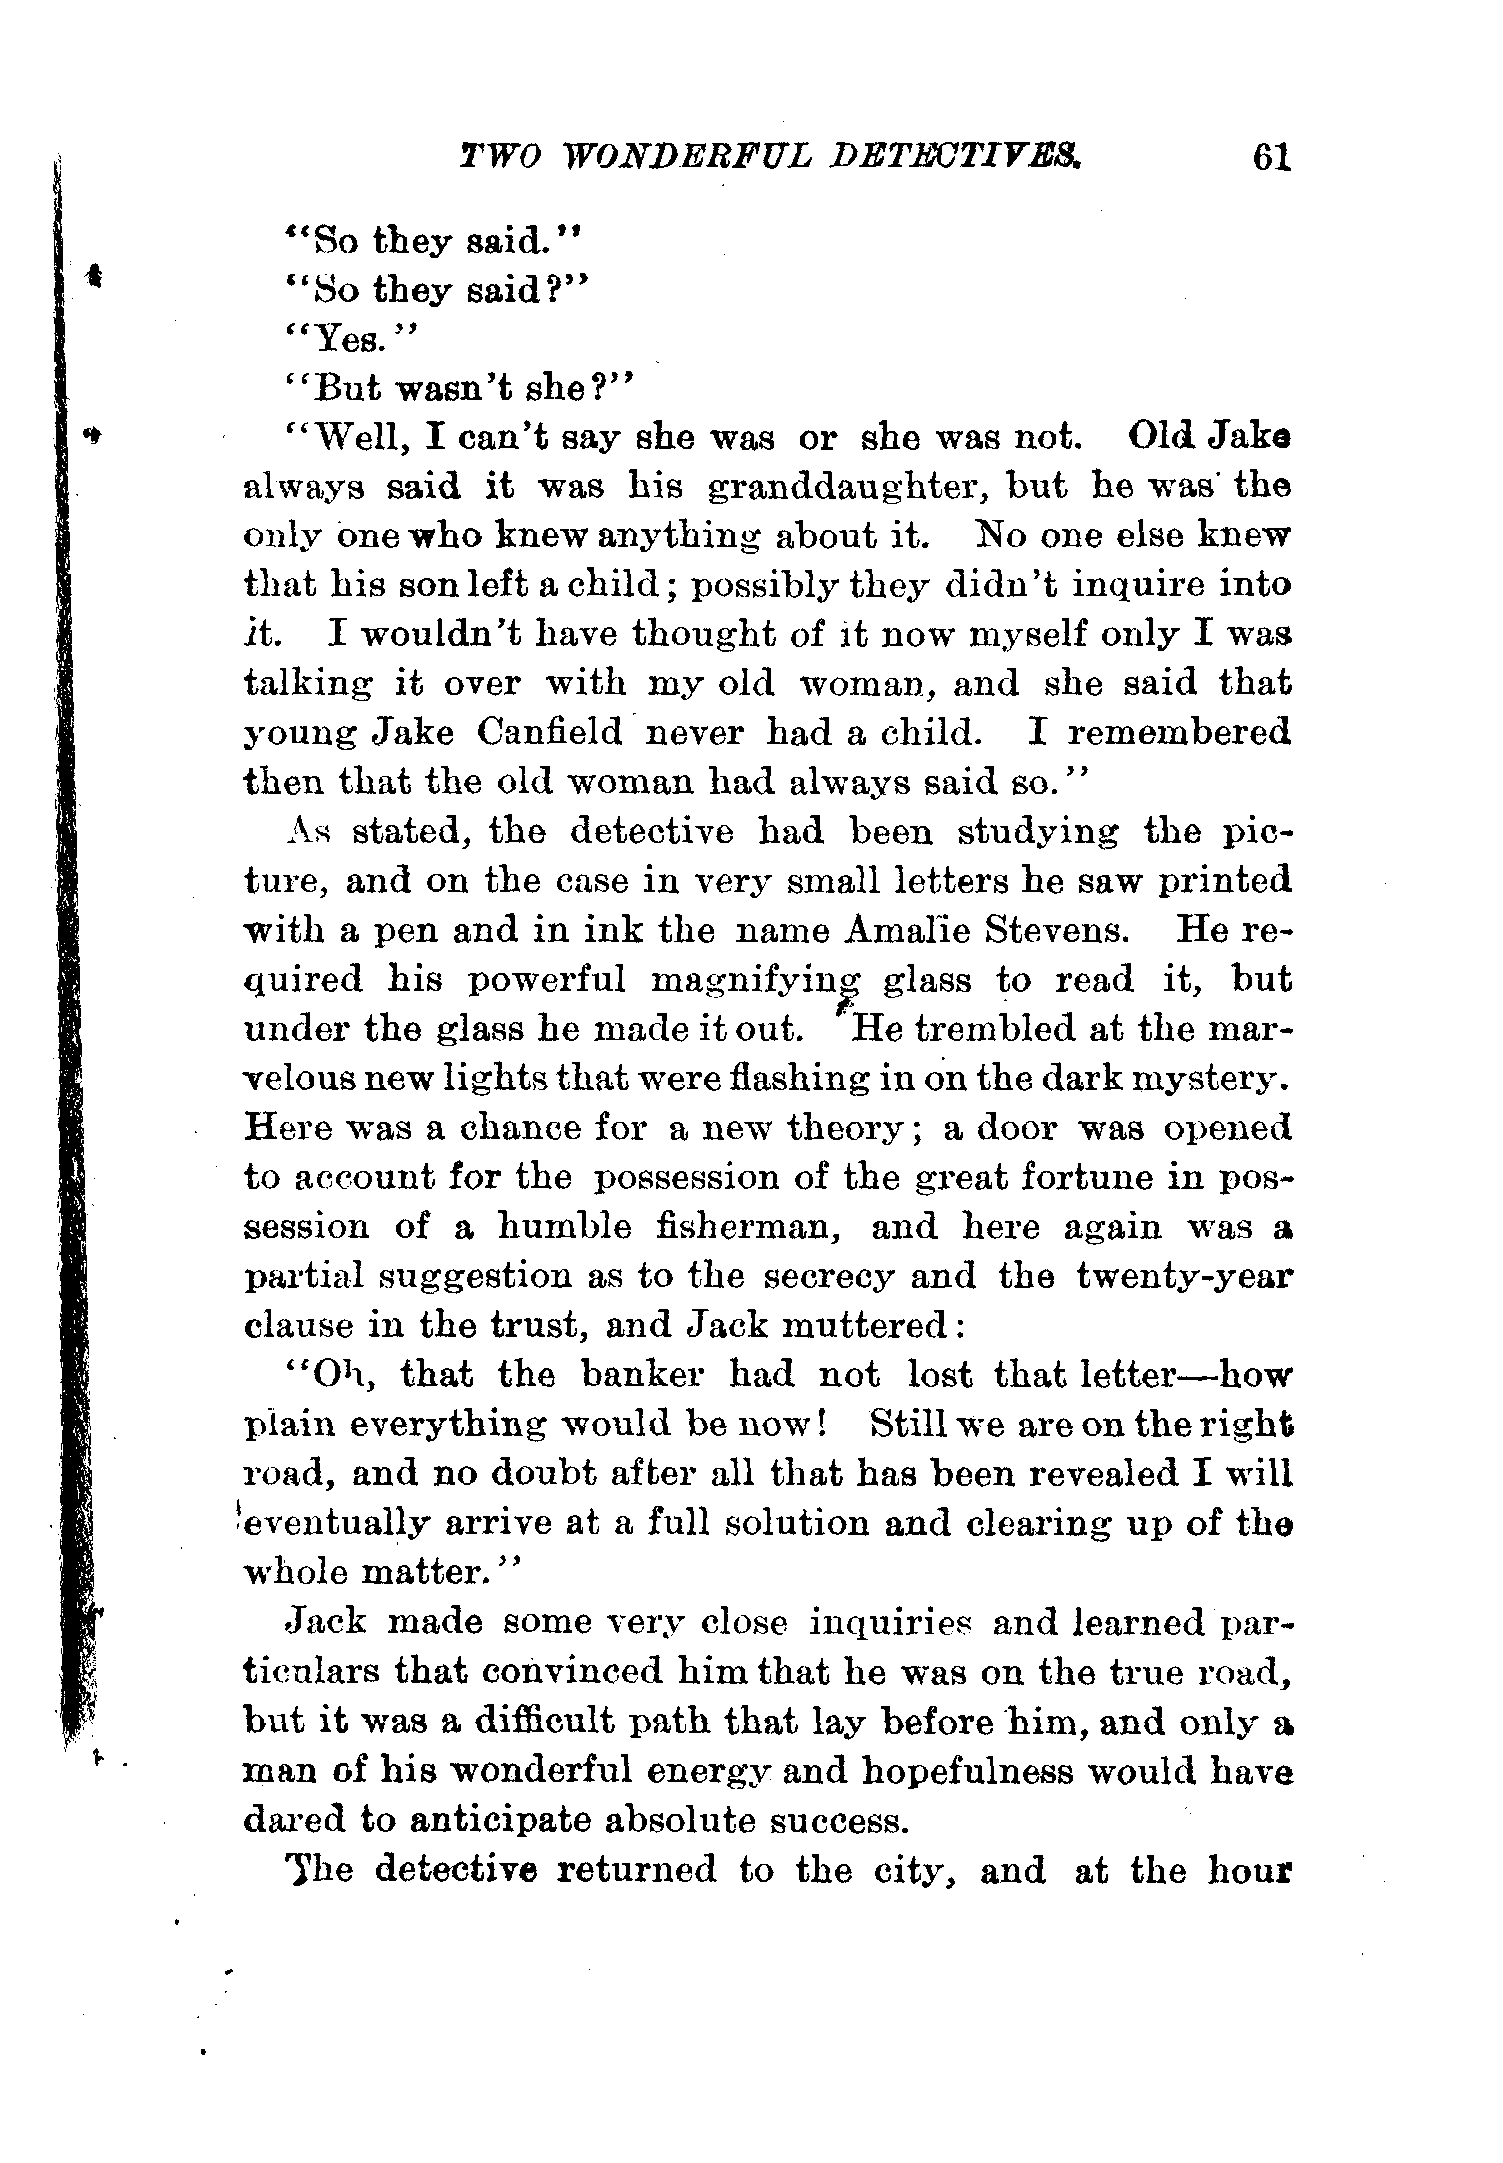 TWO WONDERFUL DETECTIVES. 61
"So they said."
"So they said?"
"Yes."
"But wasn't she?"
"Well, I can't say she was or she was not. Old Jake
always said it was his granddaughter, but he was the
only one who knew anything about it. No one else knew
that his son left a child; possibly they didn't inquire into
it. I wouldn't have thought of it now myself only I was
talking it over with my old woman, and she said that
young Jake Canfield never had a child. I remembered
then that the old woman had always said so."
As stated, the detective had been studying the pic-
ture, and on the case in very small letters he saw printed
with a pen and in ink the name Amalie Stevens. He re-
quired his powerful magnifying glass to read it, but
under the glass he made it out. He trembled at the mar-
velous new lights that were flashing in on the dark mystery.
Here was a chance for a new theory; a door was opened
to account for the possession of the great fortune in pos-
session of a humble fisherman, and here again was a
partial suggestion as to the secrecy and the twenty-year
clause in the trust, and Jack muttered:
"Oh, that the banker had not lost that letter—how
plain everything would be now! Still we are on the right
road, and no doubt after all that has been revealed I will
eventually arrive at a full solution and clearing up of the
whole matter."
Jack made some very close inquiries and learned par-
ticulars that convinced him that he was on the true road,
but it was a difficult path that lay before him, and only a
man of his wonderful energy and hopefulness would have
dared to anticipate absolute success.
The detective returned to the city, and at the hour